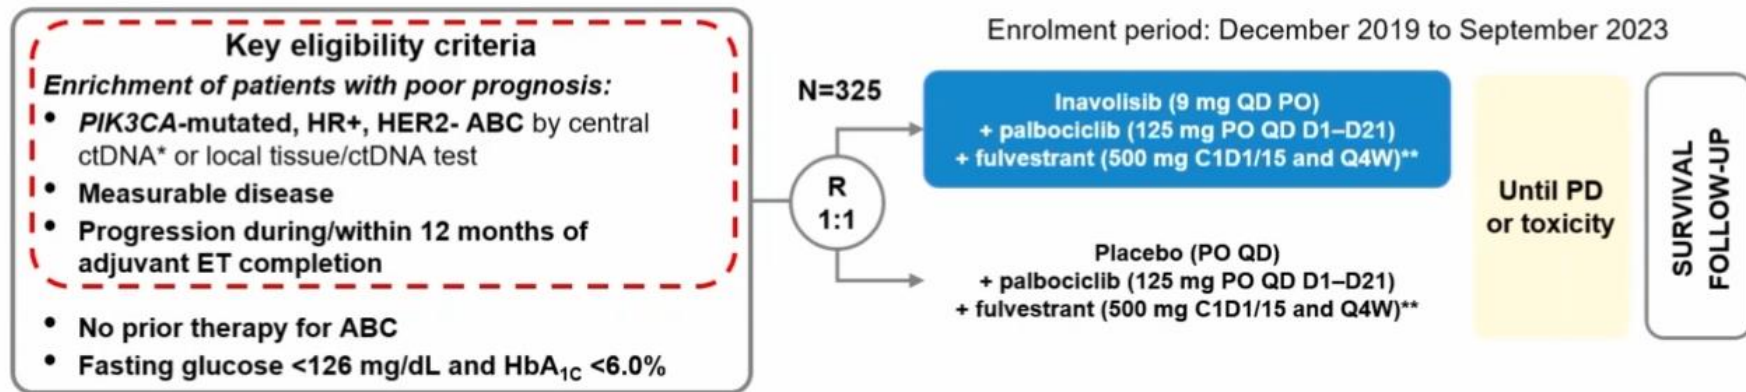 Key eligibility criteria
Enrichment of patients with poor prognosis:
• PIK3CA-mutated, HR+, HER2- ABC by central
ctDNA* or local tissue/ctDNA test
• Measurable disease
• Progression during/within 12 months of
adjuvant ET completion
• No prior therapy for ABC
• Fasting glucose <126 mg/dL and HbA1C <6.0%
N=325
R
1:1
Enrolment period: December 2019 to September 2023
Inavolisib (9 mg QD PO)
+ palbociclib (125 mg PO QD D1–D21)
+ fulvestrant (500 mg C1D1/15 and Q4W)**
Placebo (PO QD)
+ palbociclib (125 mg PO QD D1–D21)
+ fulvestrant (500 mg C1D1/15 and Q4W)**
Until PD
or toxicity
SURVIVAL
FOLLOW-UP